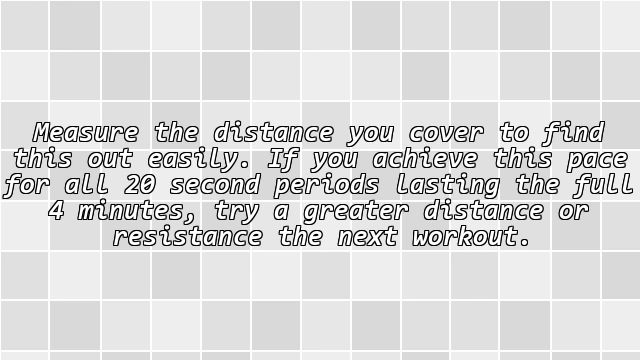 Measure the distance you cover to find
this out easily. If you achieve this pace
for all 20 second periods lasting the full
4 minutes, try a greater distance or
resistance the next workout.